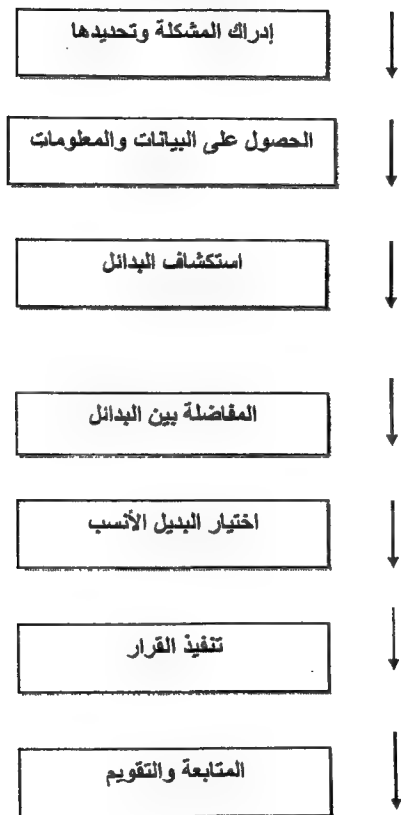 إدراك المشكلة وتحديدها
الحصول على البيانات والمعلومات
استكشاف البدائل
المفاضلة بين البدائل
اختيار البديل الأنسب
تنفيذ القرار
المتابعة والتقويم